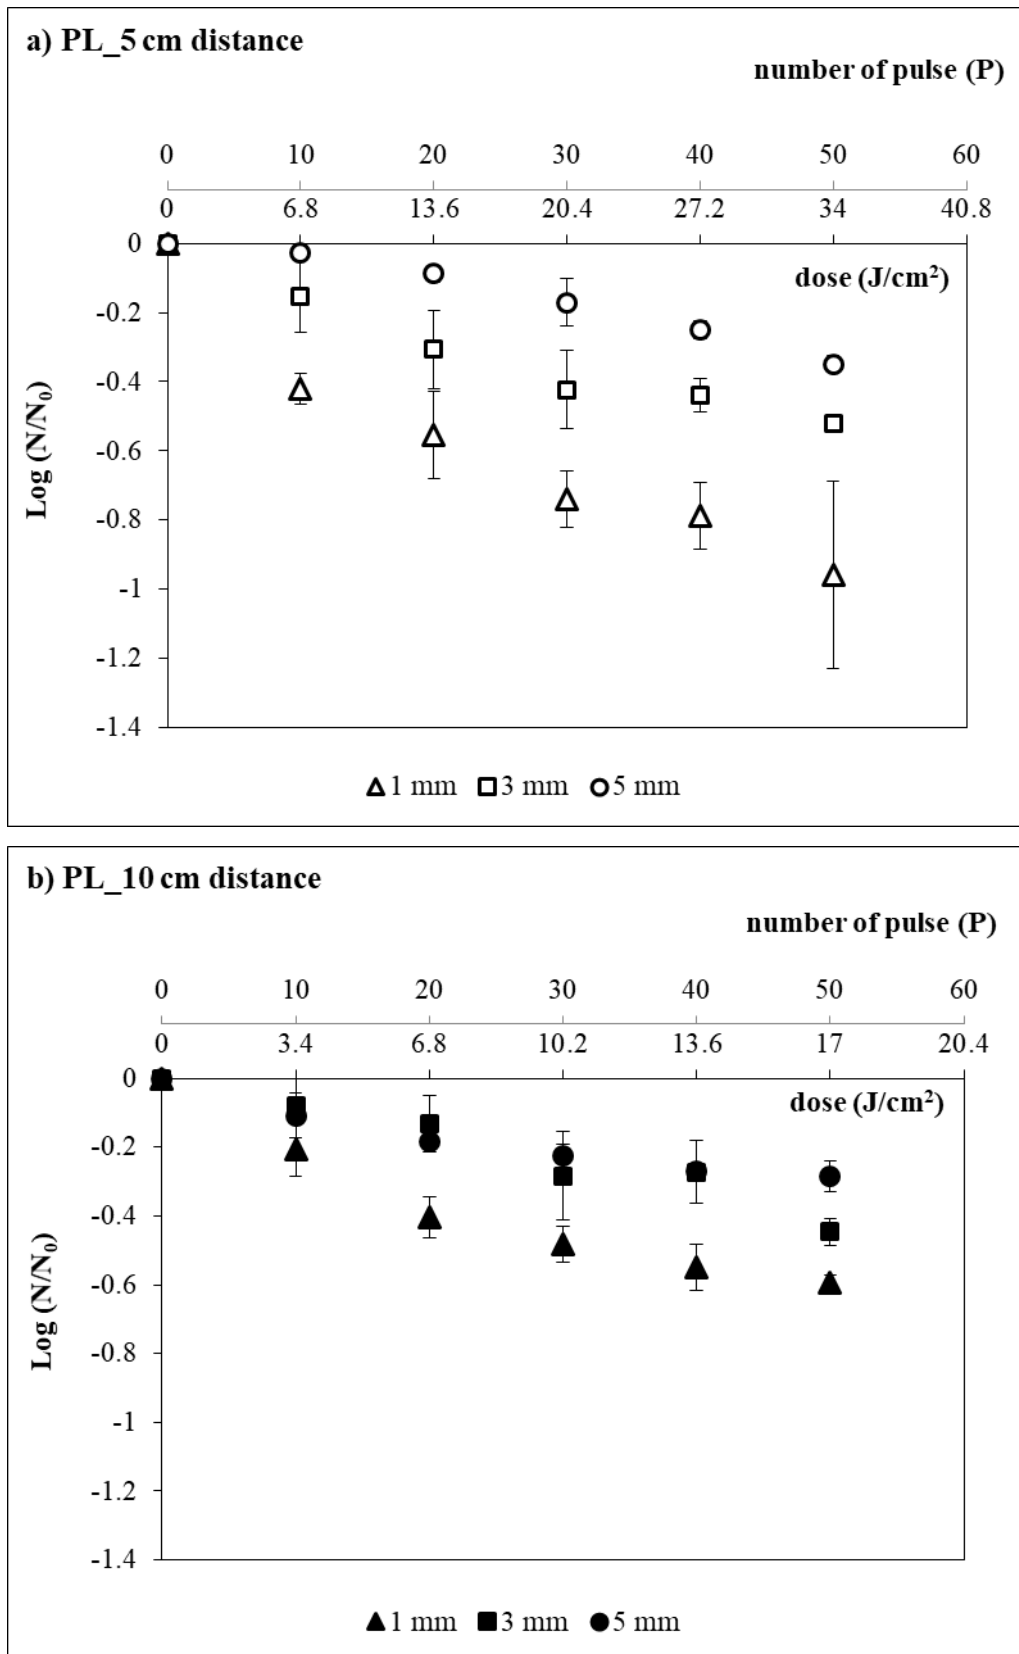 a) PL_5 cm distance
number of pulse (P)
0 10 20 30 40 50 60
0 6.8 13.6 20.4 27.2 34 40.8
dose (J/cm²)
0
-0.2
-0.4
-0.6
-0.8
-1
-1.2
-1.4
Log (N/N₀)
1 mm 3 mm 5 mm
b) PL_10 cm distance
number of pulse (P)
0 10 20 30 40 50 60
0 3.4 6.8 10.2 13.6 17 20.4
dose (J/cm²)
0
-0.2
-0.4
-0.6
-0.8
-1
-1.2
-1.4
Log (N/N₀)
1 mm 3 mm 5 mm